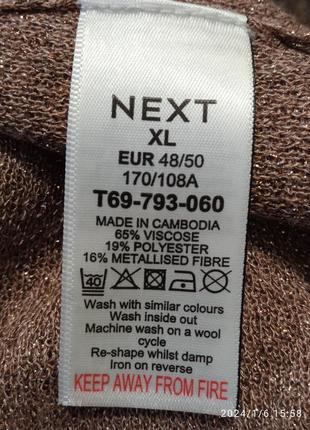 NEXT
XL
EUR 48/50
170/108A
T69-793-060
MADE IN CAMBODIA
65% VISCOSE
19% POLYESTER
16% METALLISED FIBRE
40
Wash with similar colours
Wash inside out
Machine wash on a wool
cycle
Re-shape whilst damp
Iron on reverse
KEEP AWAY FROM FIRE
2024/1/6 15:58